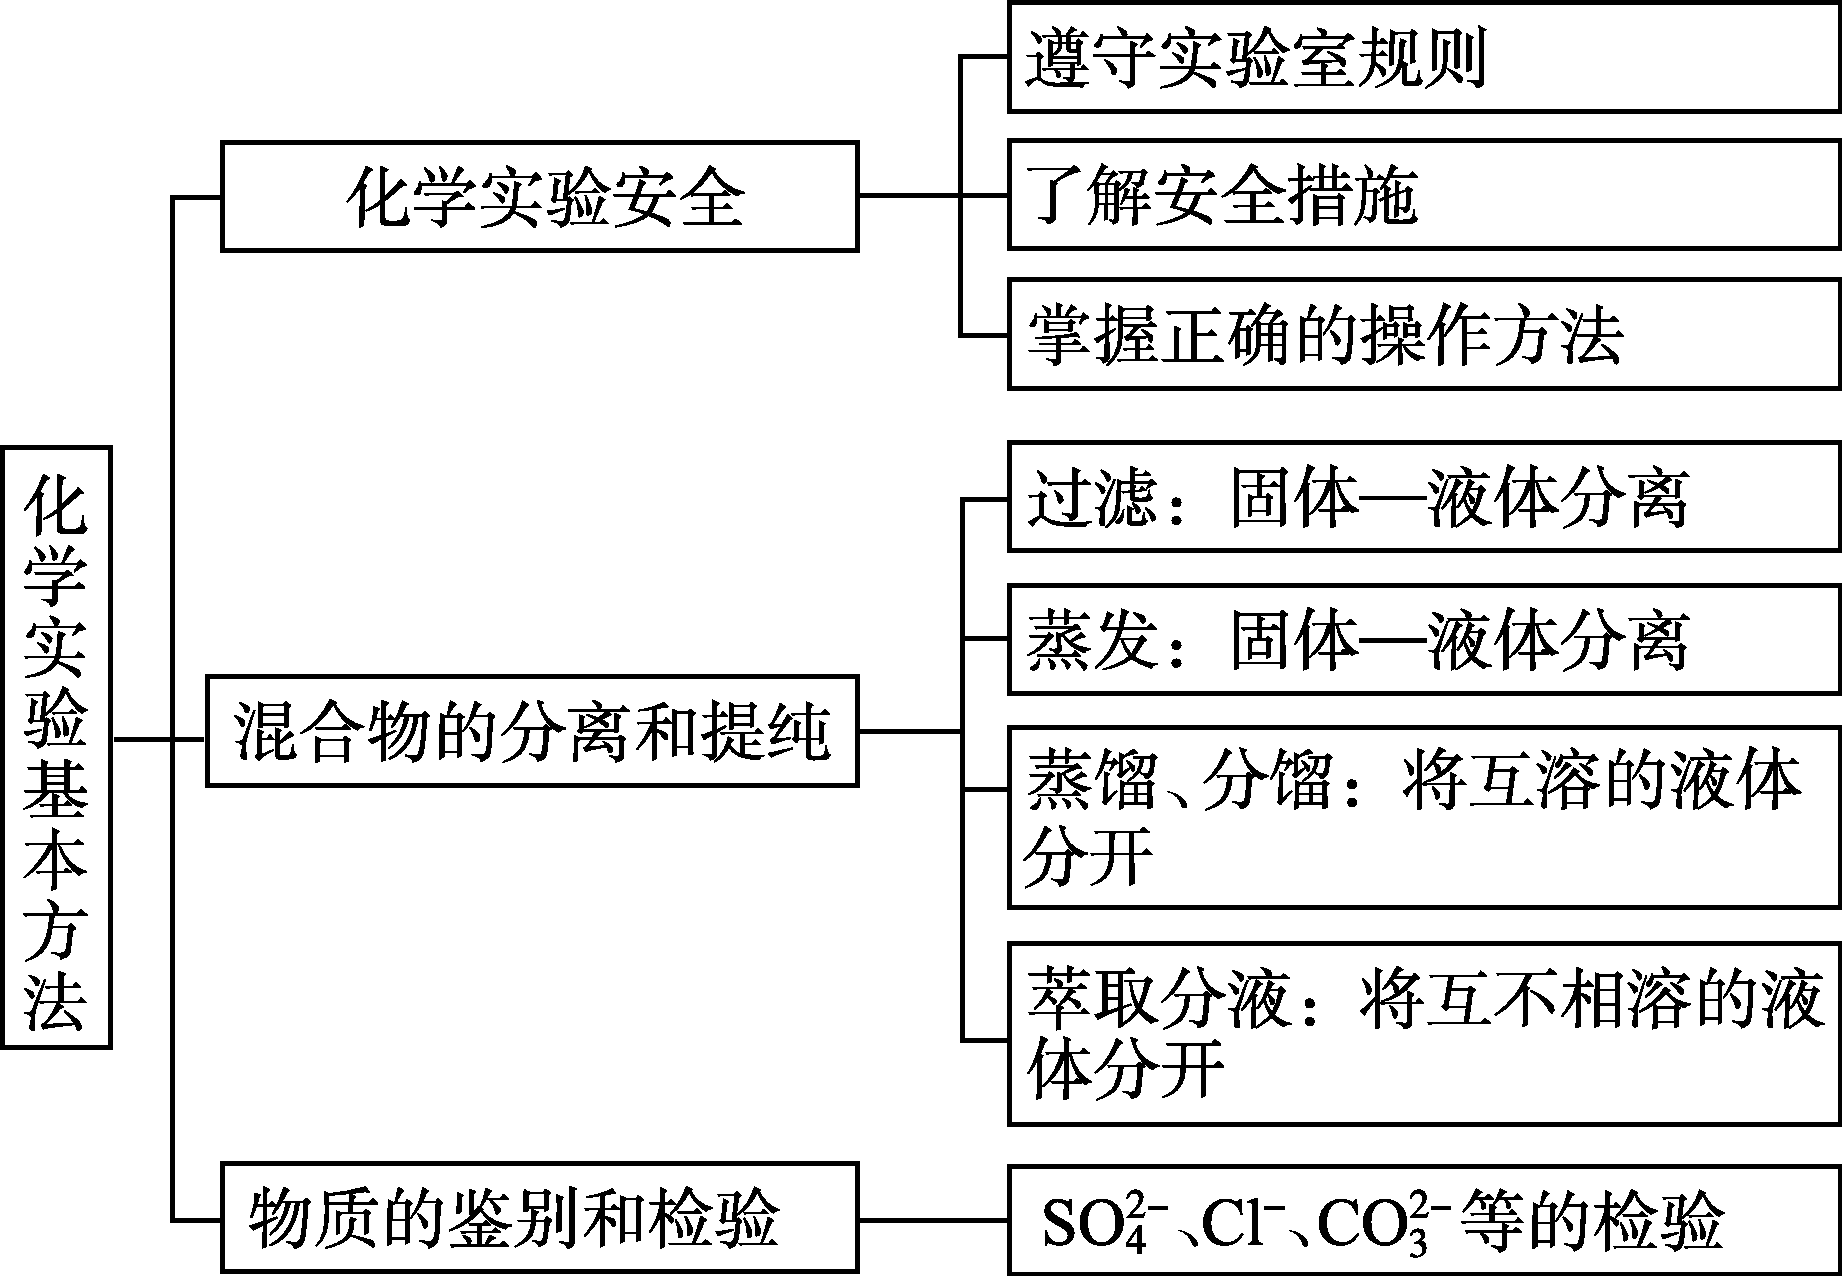 化学实验基本方法
化学实验安全
遵守实验室规则
了解安全措施
掌握正确的操作方法
混合物的分离和提纯
过滤：固体—液体分离
蒸发：固体—液体分离
蒸馏、分馏：将互溶的液体
分开
萃取分液：将互不相溶的液
体分开
物质的鉴别和检验
SO₄²⁻、Cl⁻、CO₃²⁻等的检验